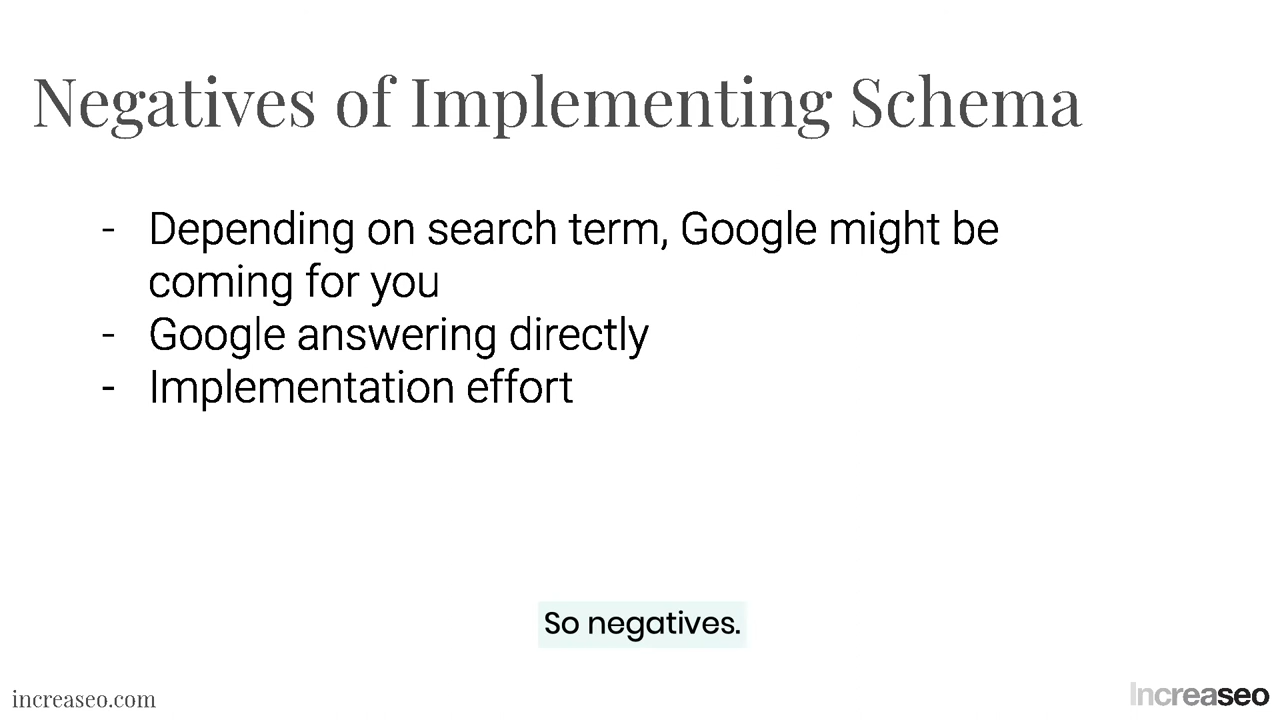 Negatives of Implementing Schema
- Depending on search term, Google might be
coming for you
- Google answering directly
- Implementation effort
So negatives.
increaseo.com
Increaseo